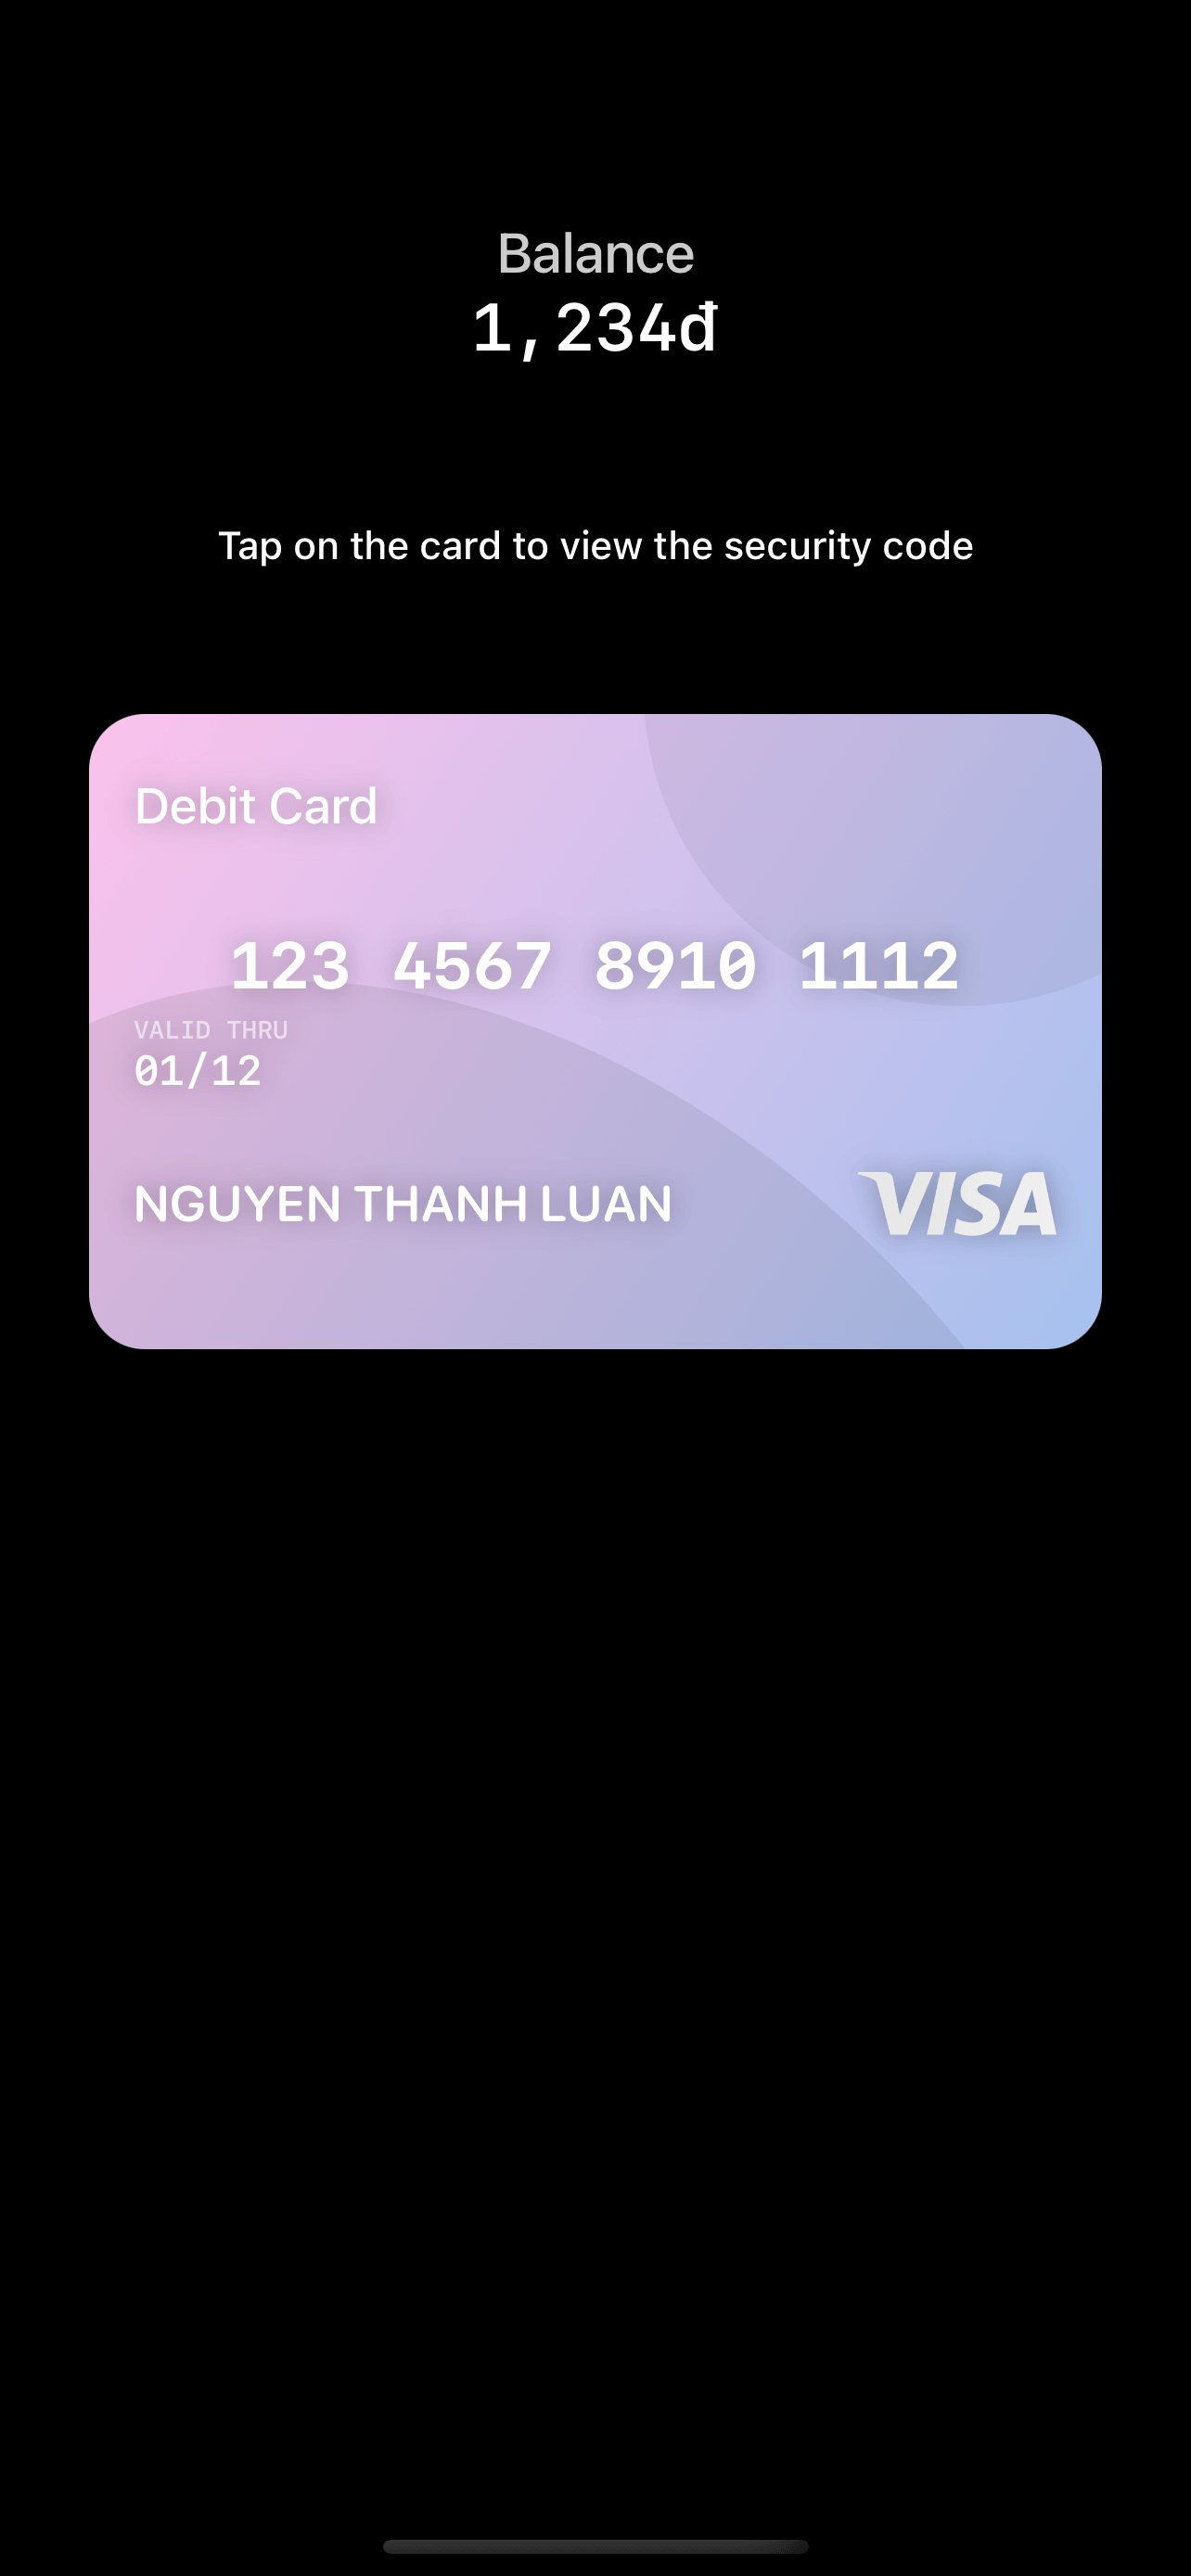 Balance
1,234đ
Tap on the card to view the security code
Debit Card
123 4567 8910 1112
VALID THRU
01/12
NGUYEN THANH LUAN
VISA